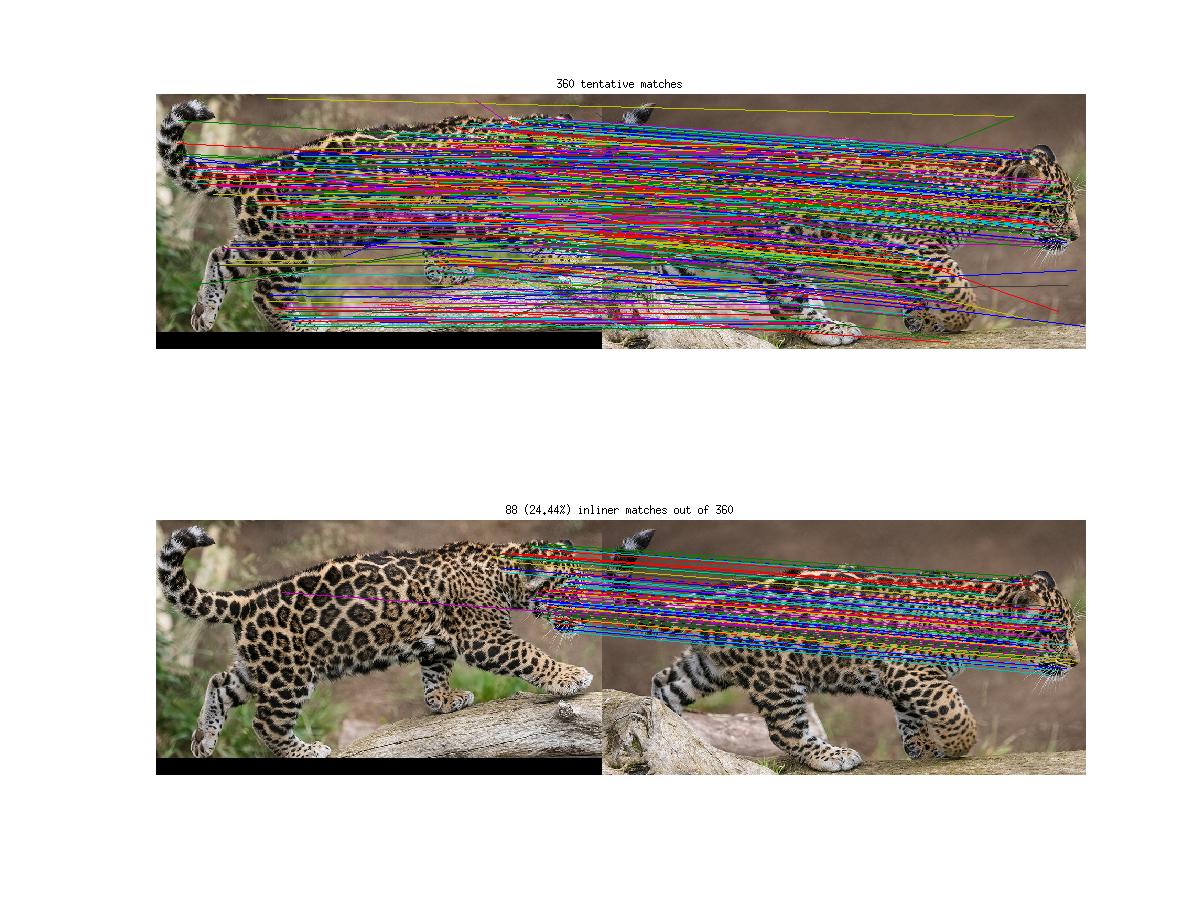 360 tentative matches
88 (24.44%) inliner matches out of 360